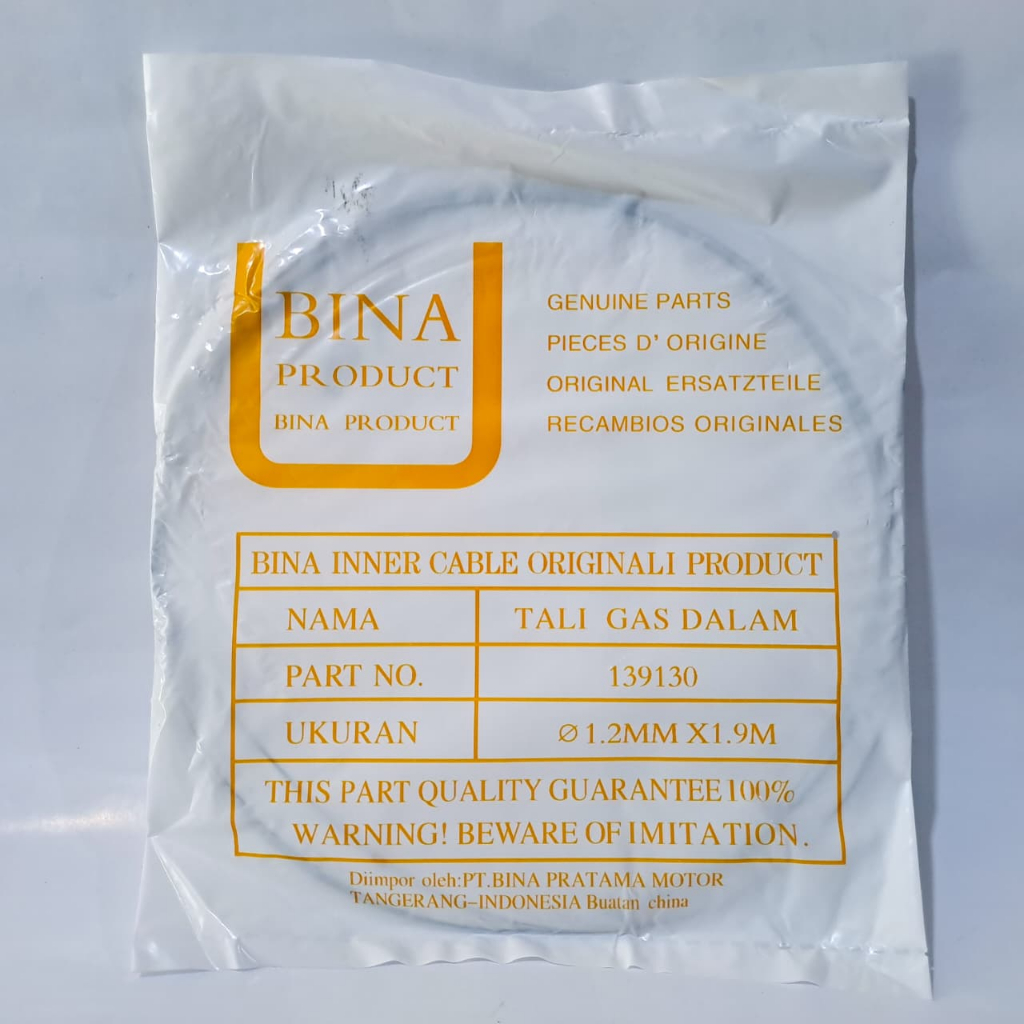 BINA
PRODUCT
BINA PRODUCT
GENUINE PARTS
PIECES D' ORIGINE
ORIGINAL ERSATZTEILE
RECAMBIOS ORIGINALES
BINA INNER CABLE ORIGINALI PRODUCT
NAMA TALI GAS DALAM
PART NO. 139130
UKURAN Ø 1.2MM X1.9M
THIS PART QUALITY GUARANTEE 100%
WARNING! BEWARE OF IMITATION.
Diimpor oleh:PT.BINA PRATAMA MOTOR
TANGERANG-INDONESIA Buatan china